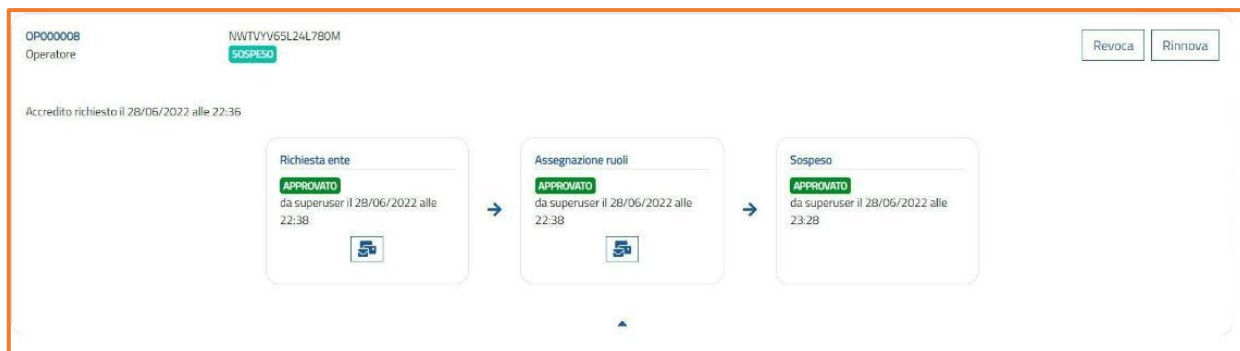 OP000008
Operatore
NWTVYV65L24L780M
SOSPESO
Revoca
Rinnova
Accredito richiesto il 28/06/2022 alle 22:36
Richiesta ente
APPROVATO
da superuser il 28/06/2022 alle
22:38
Assegnazione ruoli
APPROVATO
da superuser il 28/06/2022 alle
22:38
Sospeso
APPROVATO
da superuser il 28/06/2022 alle
23:28